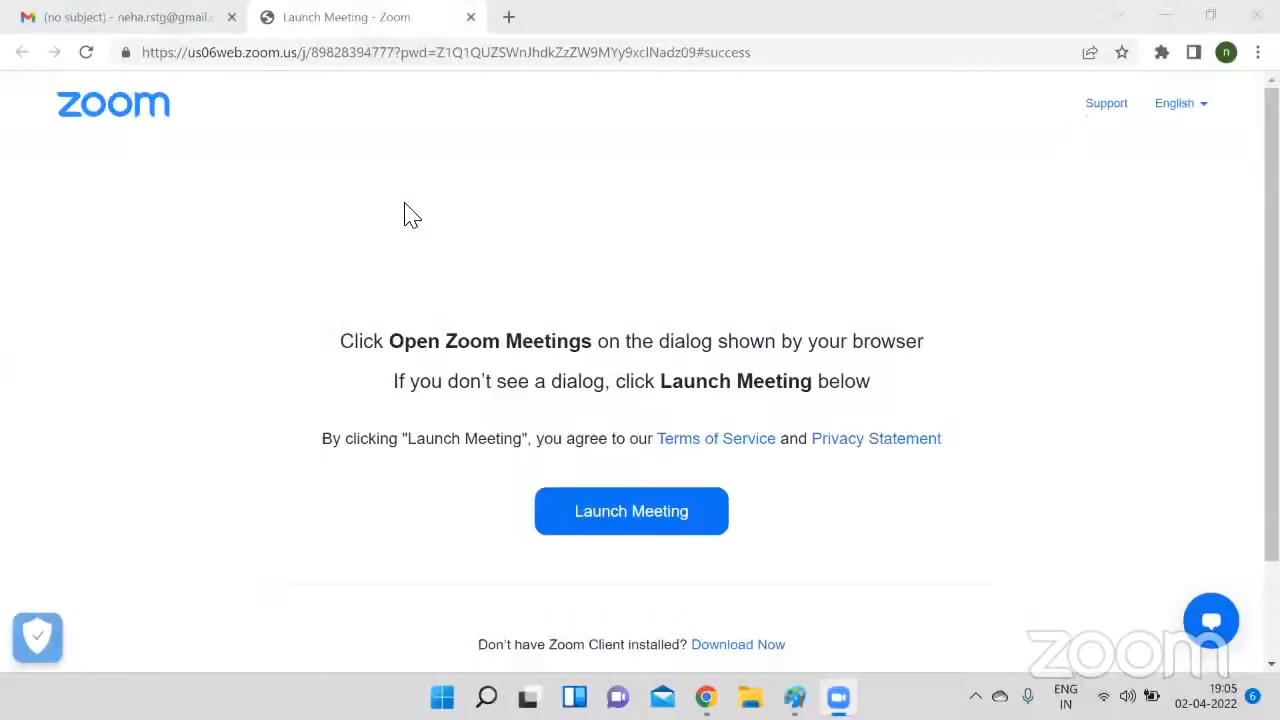 (no subject) - neha.rstg@gmail.c
Launch Meeting - Zoom
https://us06web.zoom.us/j/89828394777?pwd=Z1Q1QUZSWnJhdkZzZW9MYy9xclNadz09#success
n
zoom
Support
English
Click Open Zoom Meetings on the dialog shown by your browser
If you don't see a dialog, click Launch Meeting below
By clicking "Launch Meeting", you agree to our Terms of Service and Privacy Statement
Launch Meeting
Don't have Zoom Client installed? Download Now
zoom
ENG
IN
19:05
02-04-2022
6